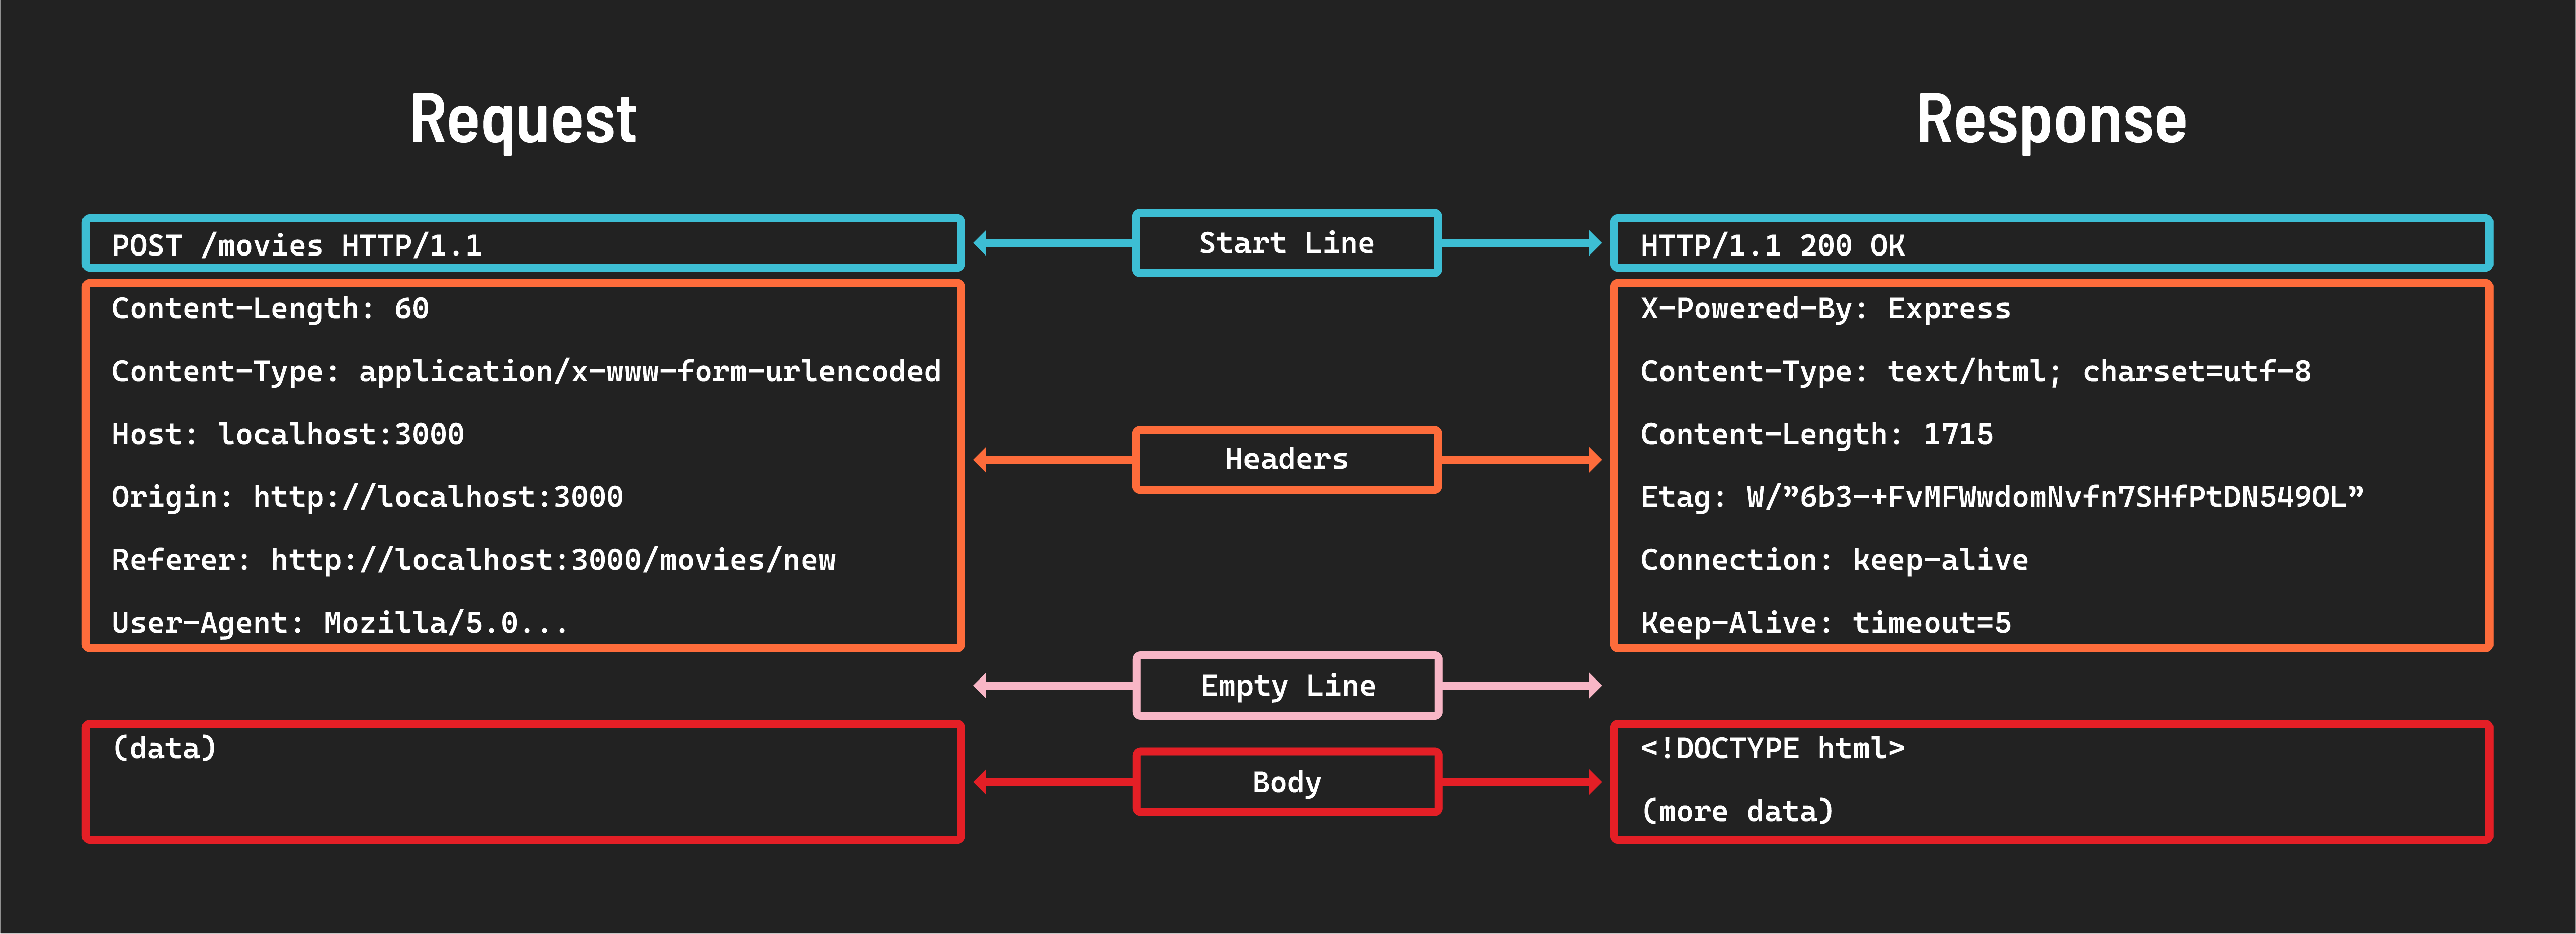 Request
Response
POST /movies HTTP/1.1
Start Line
HTTP/1.1 200 OK
Content-Length: 60
Content-Type: application/x-www-form-urlencoded
Host: localhost:3000
Origin: http://localhost:3000
Referer: http://localhost:3000/movies/new
User-Agent: Mozilla/5.0...
Headers
X-Powered-By: Express
Content-Type: text/html; charset=utf-8
Content-Length: 1715
Etag: W/”6b3-+FvMFWwdomNvfn7SHfPtDN549OL”
Connection: keep-alive
Keep-Alive: timeout=5
Empty Line
(data)
Body
<!DOCTYPE html>
(more data)